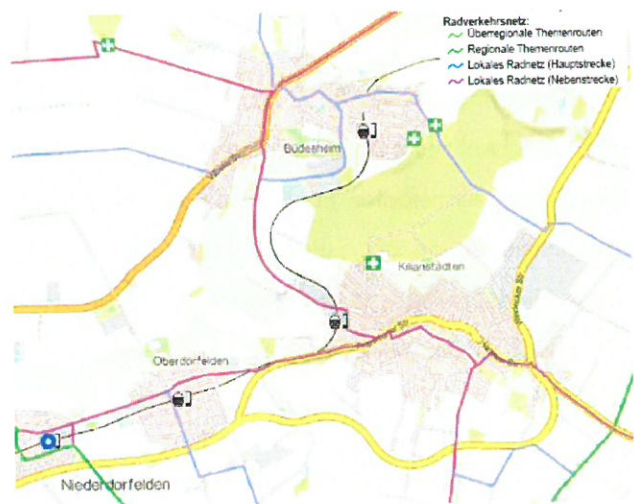 Radverkehrsnetz:
Überregionale Themenrouten
Regionale Themenrouten
Lokales Radnetz (Hauptstrecke)
Lokales Radnetz (Nebenstrecke)
Büdesheim
Kilianstädten
Oberdorfelden
Niederdorfelden